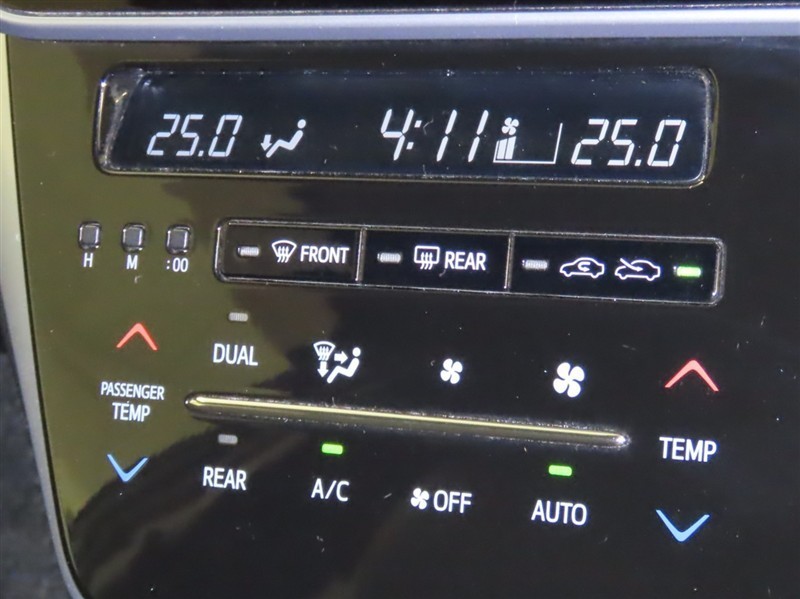 25.0 4:11 25.0
H M :00
FRONT REAR
DUAL
PASSENGER
TEMP
TEMP
REAR A/C OFF AUTO